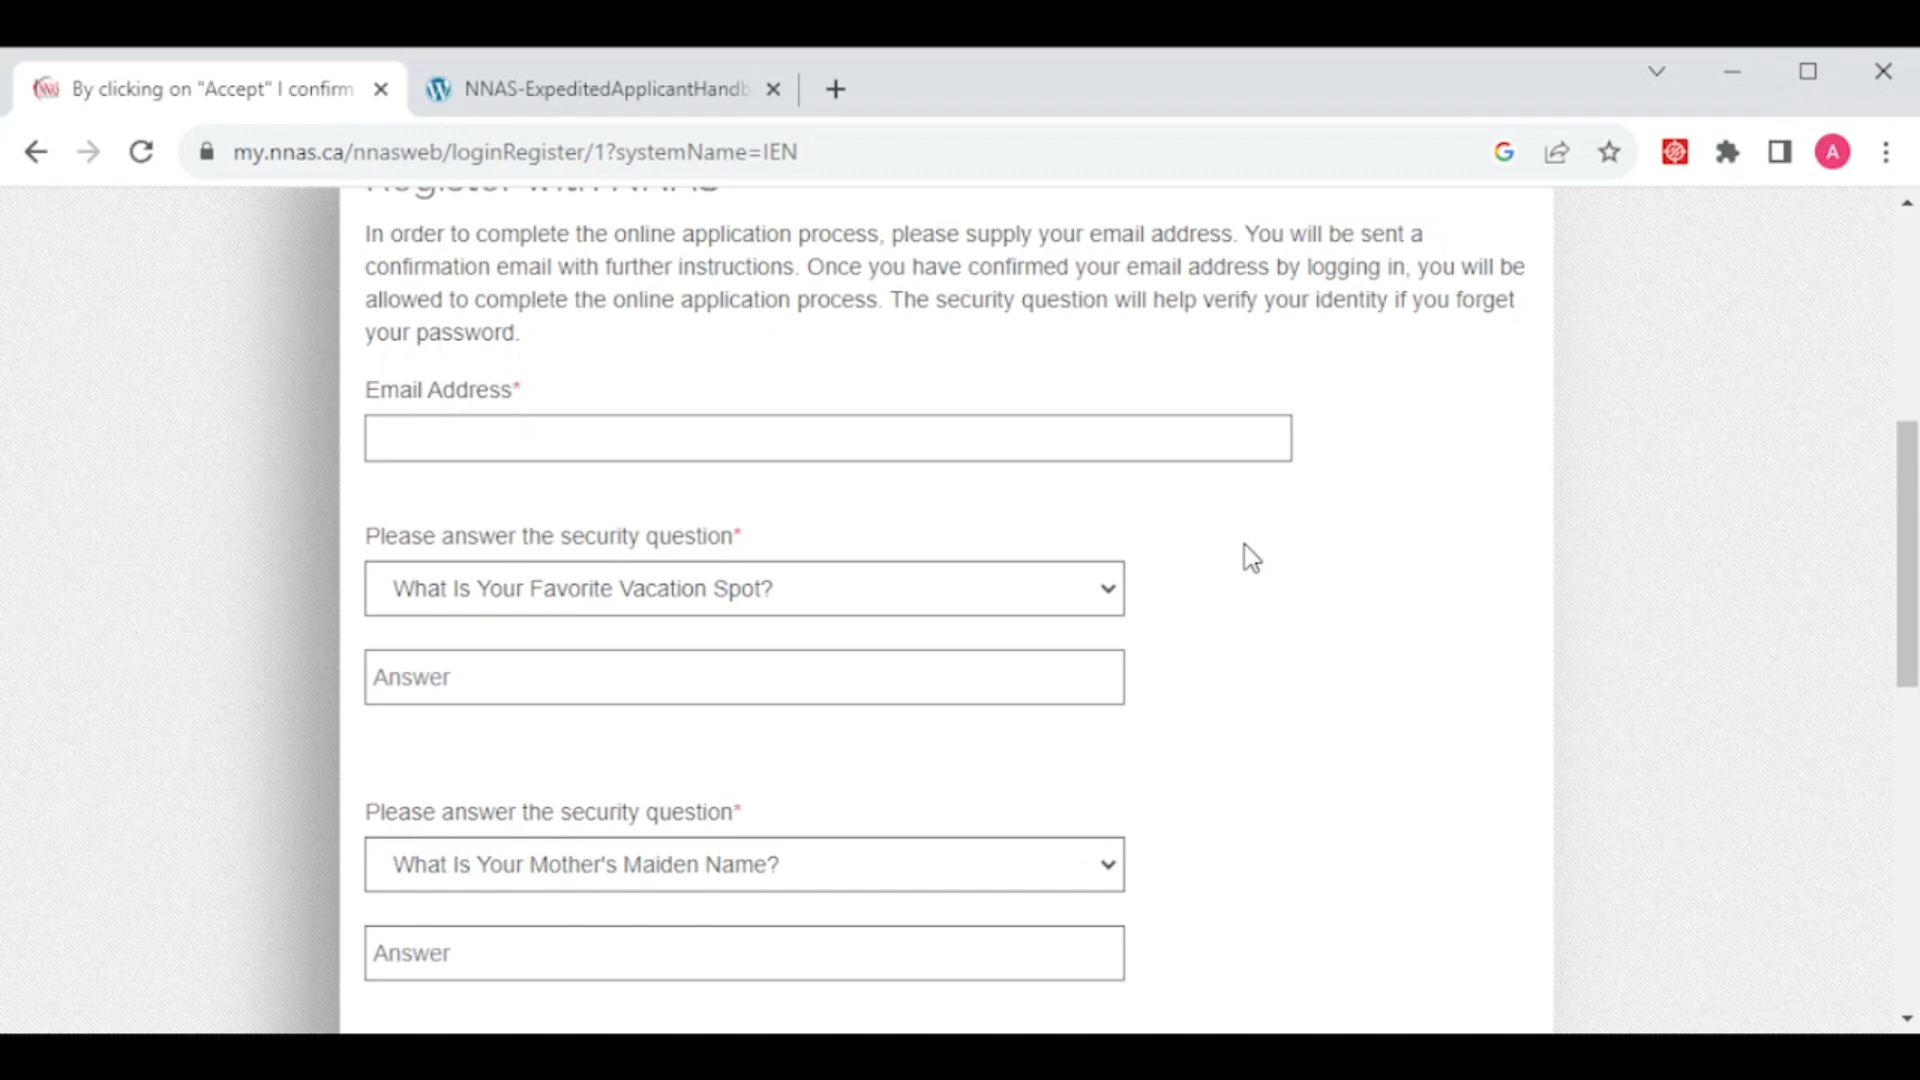 By clicking on "Accept" I confirm
NNAS-ExpeditedApplicantHandb
my.nnas.ca/nnasweb/loginRegister/1?systemName=IEN
A
Register with NNAS
In order to complete the online application process, please supply your email address. You will be sent a
confirmation email with further instructions. Once you have confirmed your email address by logging in, you will be
allowed to complete the online application process. The security question will help verify your identity if you forget
your password.
Email Address*
Please answer the security question*
What Is Your Favorite Vacation Spot?
Answer
Please answer the security question*
What Is Your Mother's Maiden Name?
Answer